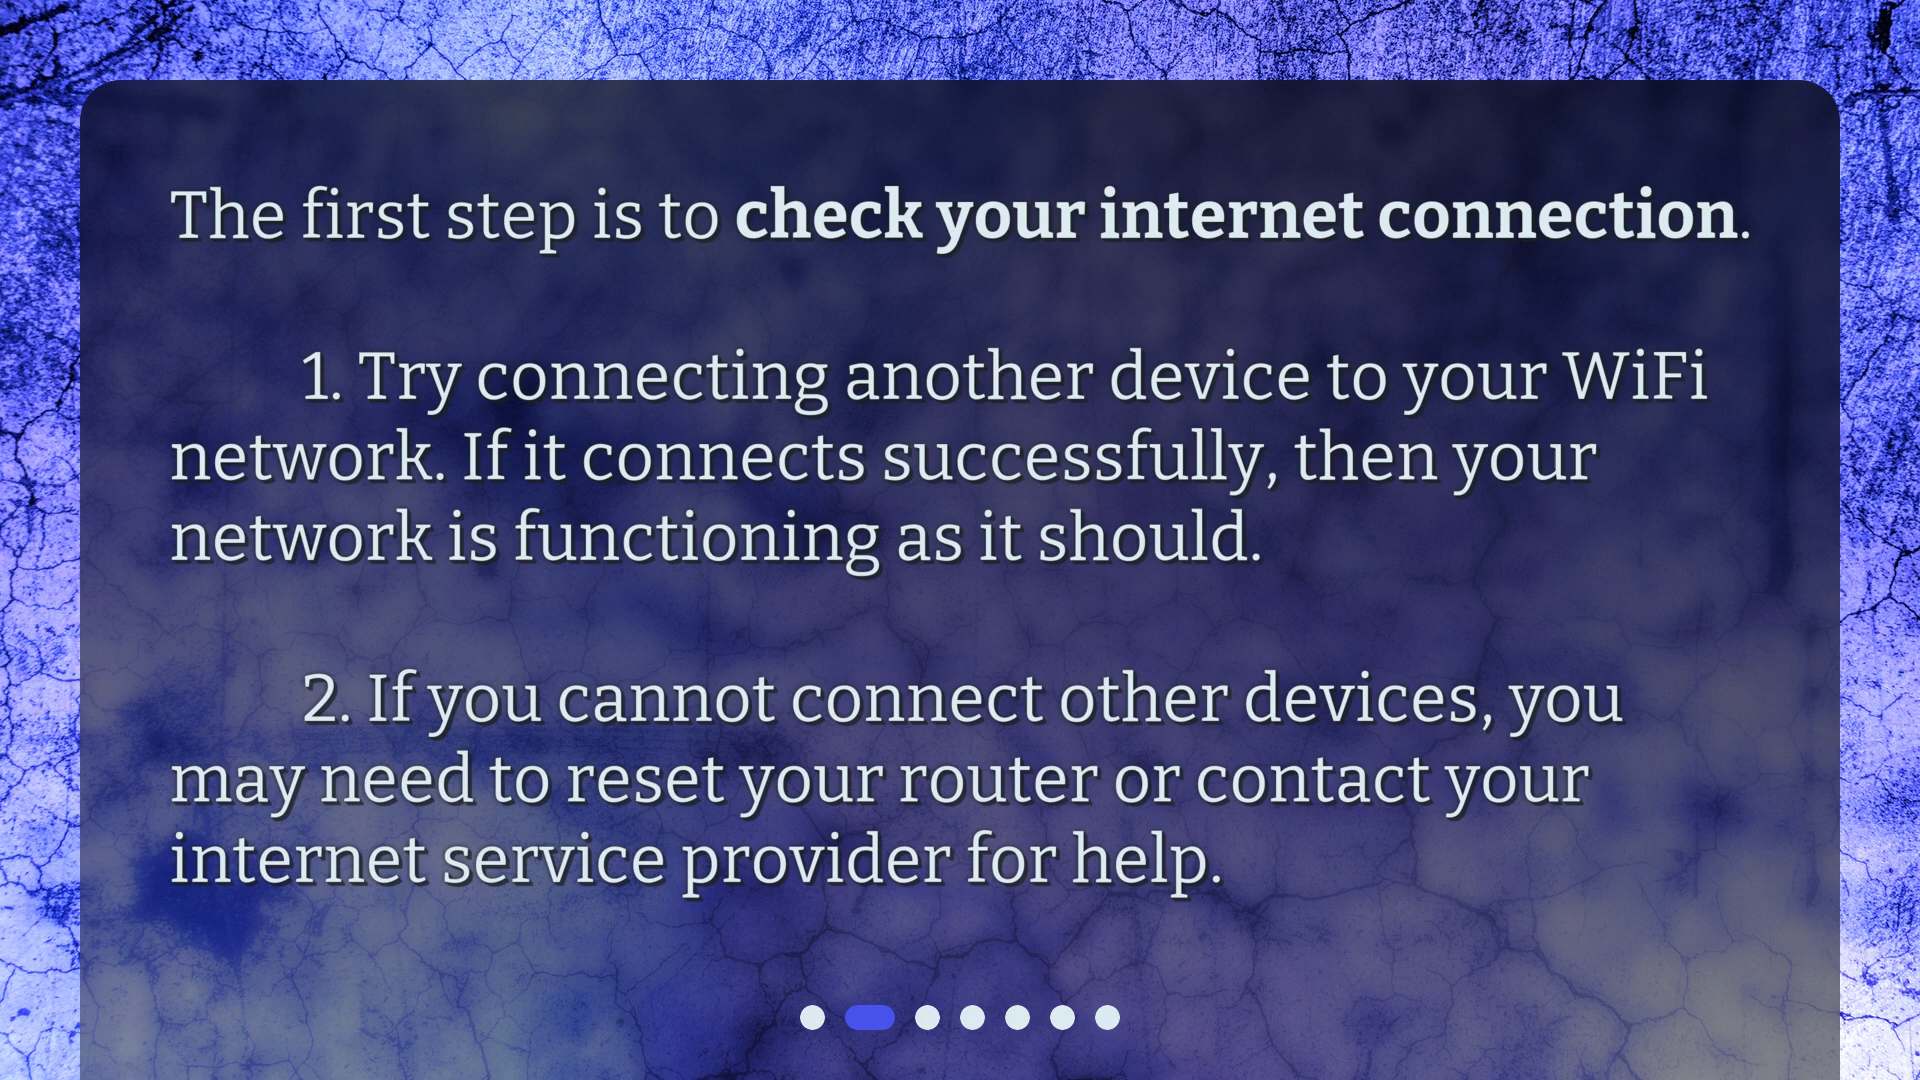 The first step is to check your internet connection.
1. Try connecting another device to your WiFi
network. If it connects successfully, then your
network is functioning as it should.
2. If you cannot connect other devices, you
may need to reset your router or contact your
internet service provider for help.